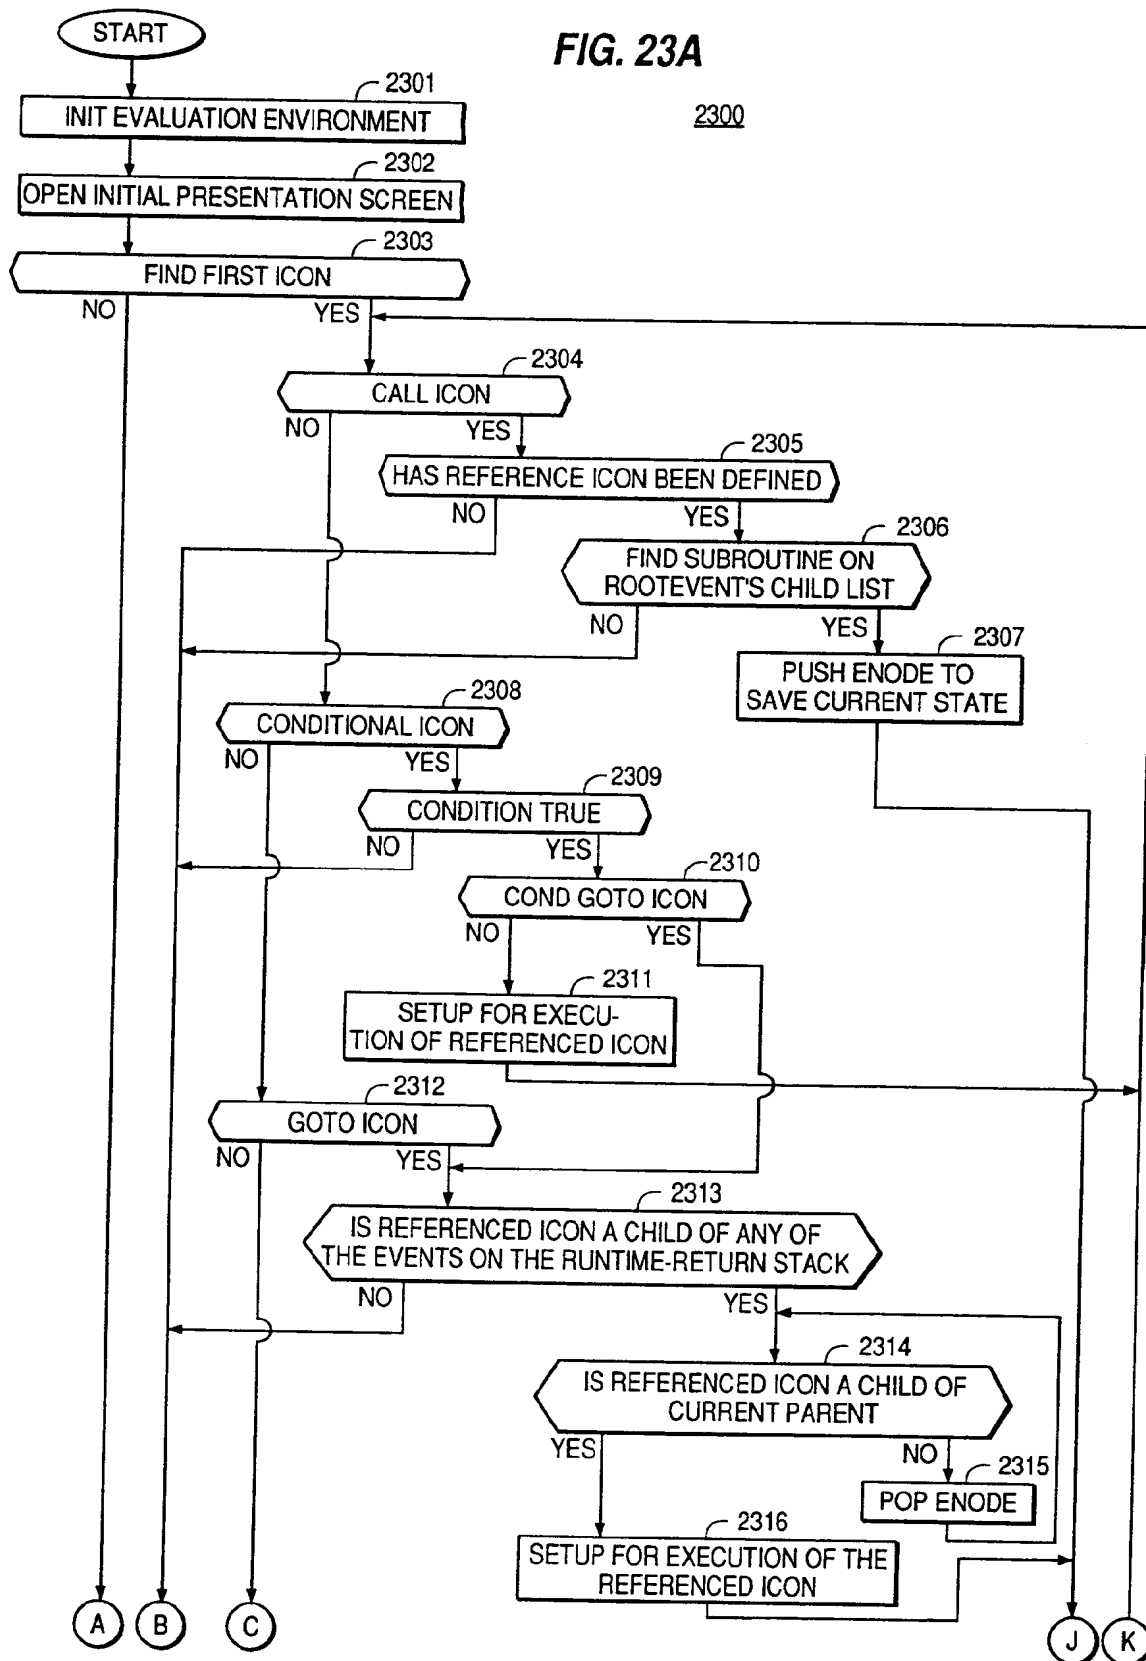 START
FIG. 23A
2300
2301
INIT EVALUATION ENVIRONMENT
2302
OPEN INITIAL PRESENTATION SCREEN
2303
FIND FIRST ICON
NO
YES
2304
CALL ICON
NO
YES
2305
HAS REFERENCE ICON BEEN DEFINED
NO
YES
2306
FIND SUBROUTINE ON
ROOTEVENT'S CHILD LIST
NO
YES
2307
PUSH ENODE TO
SAVE CURRENT STATE
2308
CONDITIONAL ICON
NO
YES
2309
CONDITION TRUE
NO
YES
2310
COND GOTO ICON
NO
YES
2311
SETUP FOR EXECU-
TION OF REFERENCED ICON
2312
GOTO ICON
NO
YES
2313
IS REFERENCED ICON A CHILD OF ANY OF
THE EVENTS ON THE RUNTIME-RETURN STACK
NO
YES
2314
IS REFERENCED ICON A CHILD OF
CURRENT PARENT
YES
NO
2315
POP ENODE
2316
SETUP FOR EXECUTION OF THE
REFERENCED ICON
A
B
C
J
K